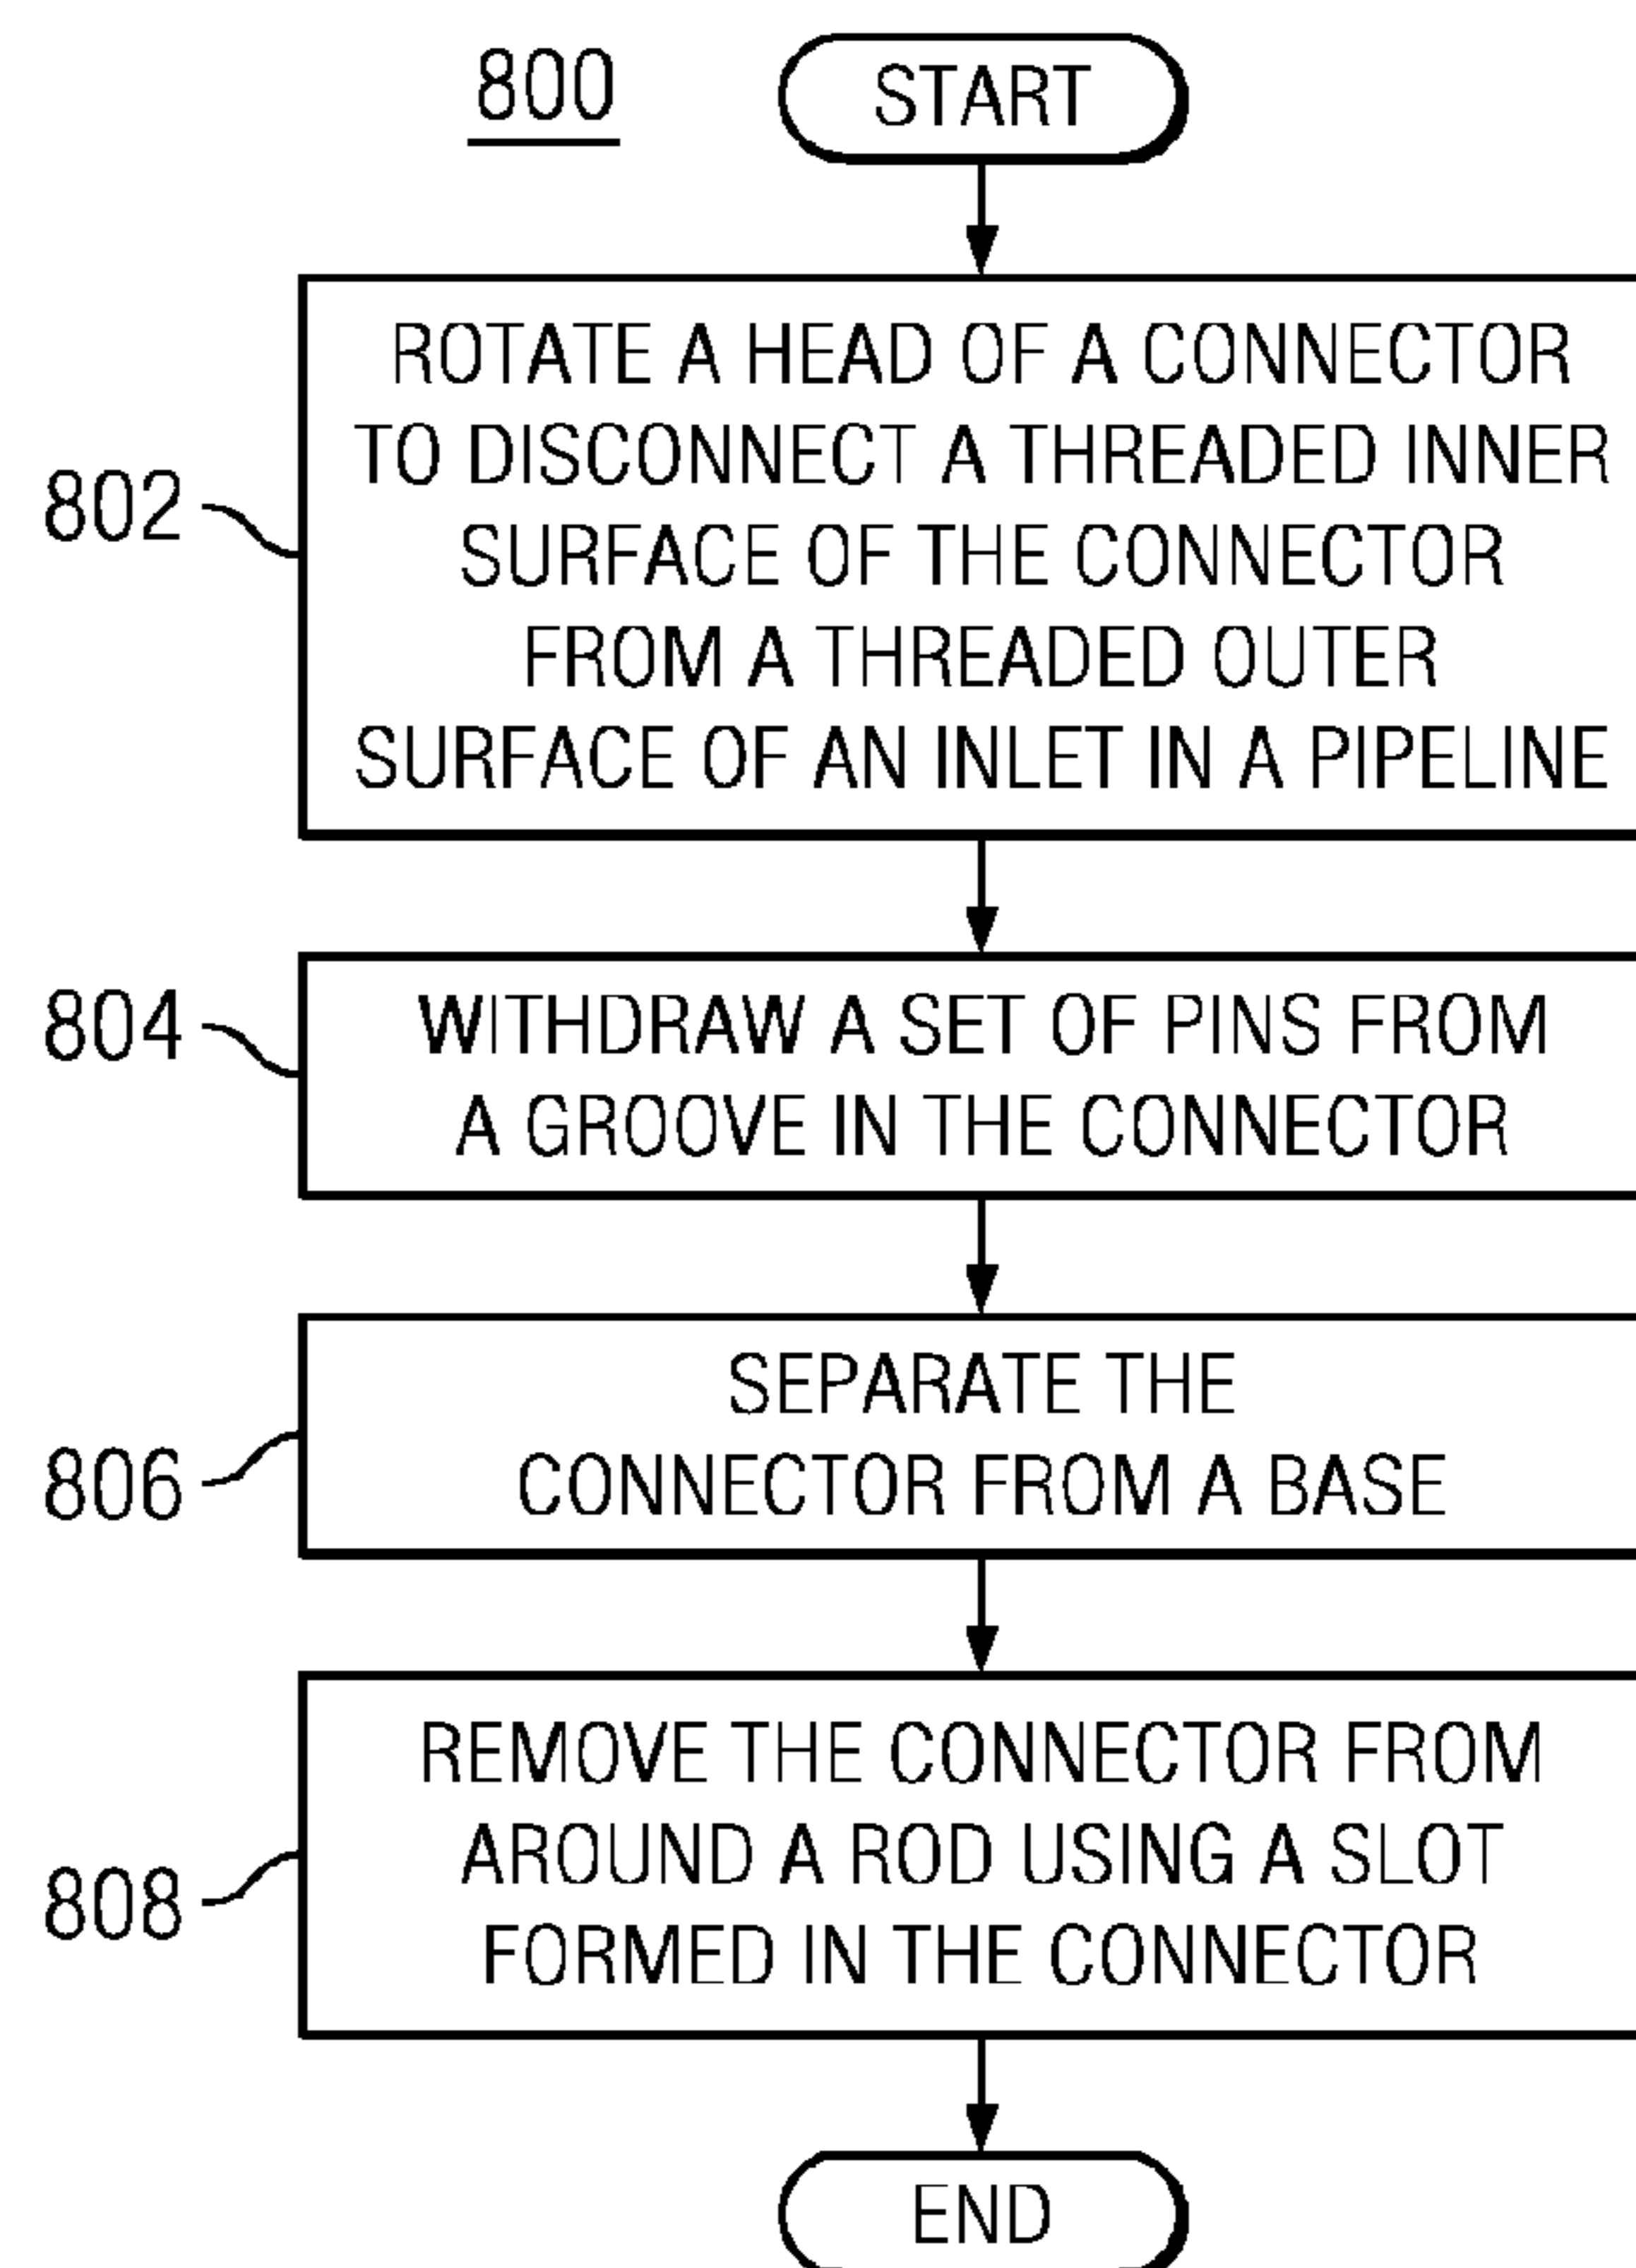 800
START
802
ROTATE A HEAD OF A CONNECTOR
TO DISCONNECT A THREADED INNER
SURFACE OF THE CONNECTOR
FROM A THREADED OUTER
SURFACE OF AN INLET IN A PIPELINE
804
WITHDRAW A SET OF PINS FROM
A GROOVE IN THE CONNECTOR
806
SEPARATE THE
CONNECTOR FROM A BASE
808
REMOVE THE CONNECTOR FROM
AROUND A ROD USING A SLOT
FORMED IN THE CONNECTOR
END